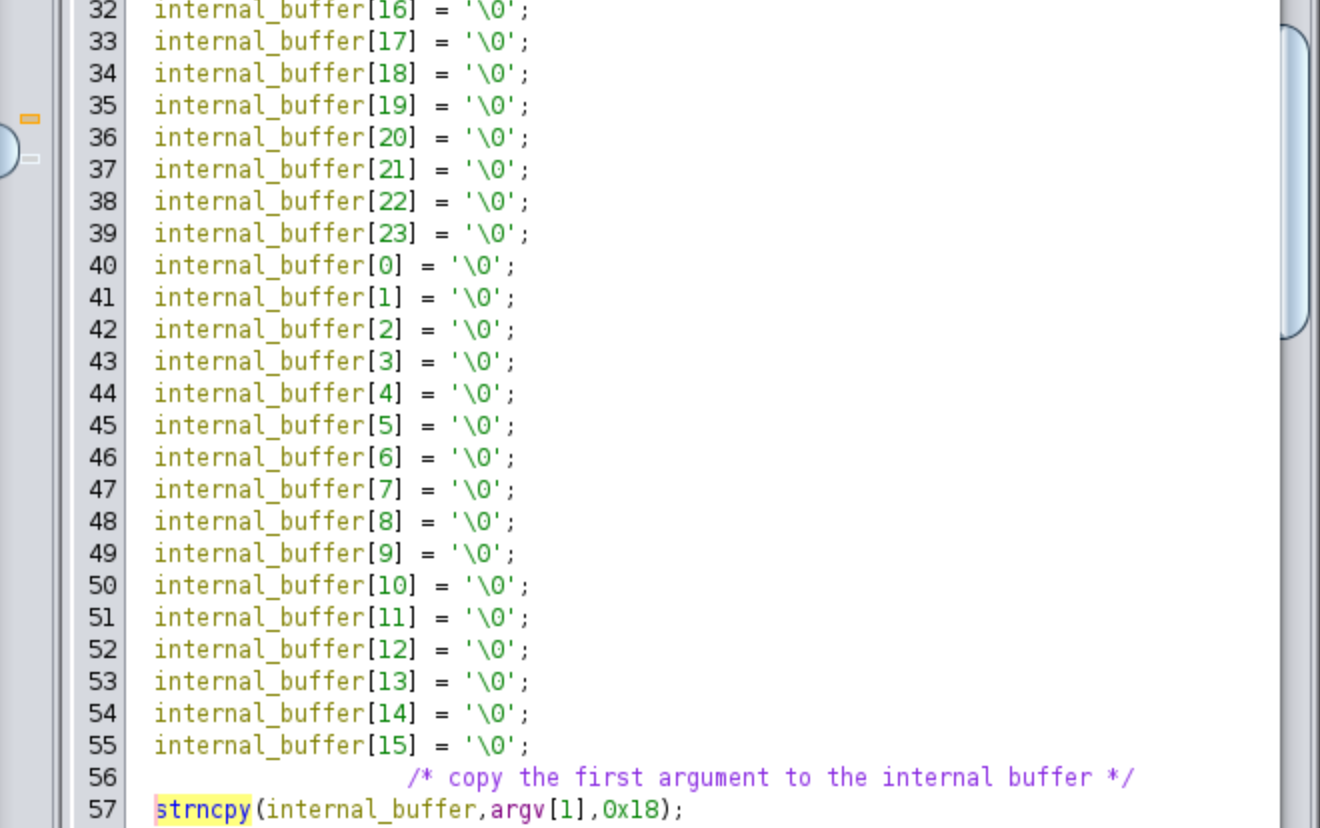 32 internal_buffer[16] = '\0';
33 internal_buffer[17] = '\0';
34 internal_buffer[18] = '\0';
35 internal_buffer[19] = '\0';
36 internal_buffer[20] = '\0';
37 internal_buffer[21] = '\0';
38 internal_buffer[22] = '\0';
39 internal_buffer[23] = '\0';
40 internal_buffer[0] = '\0';
41 internal_buffer[1] = '\0';
42 internal_buffer[2] = '\0';
43 internal_buffer[3] = '\0';
44 internal_buffer[4] = '\0';
45 internal_buffer[5] = '\0';
46 internal_buffer[6] = '\0';
47 internal_buffer[7] = '\0';
48 internal_buffer[8] = '\0';
49 internal_buffer[9] = '\0';
50 internal_buffer[10] = '\0';
51 internal_buffer[11] = '\0';
52 internal_buffer[12] = '\0';
53 internal_buffer[13] = '\0';
54 internal_buffer[14] = '\0';
55 internal_buffer[15] = '\0';
56 /* copy the first argument to the internal buffer */
57 strncpy(internal_buffer,argv[1],0x18);